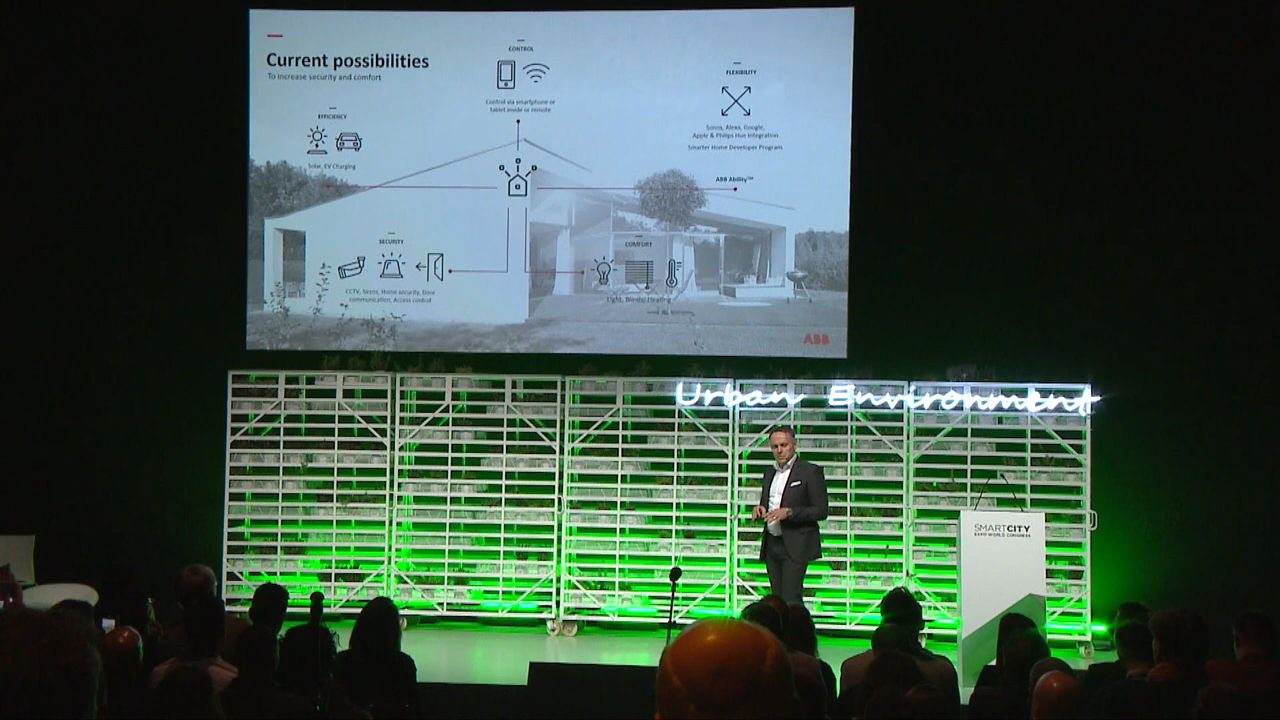 Current possibilities
To increase security and comfort
CONTROL
Control via smartphone or
tablet inside or remote
FLEXIBILITY
Sonos, Alexa, Google,
Apple & Philips Hue Integration
Smarter Home Developer Program
EFFICIENCY
Solar, EV Charging
ABB Ability™
SECURITY
CCTV, Sirens, Home security, Door
communication, Access control
COMFORT
Light, Blinds, Heating
ABB
Urban Environment
SMARTCITY
EXPO WORLD CONGRESS